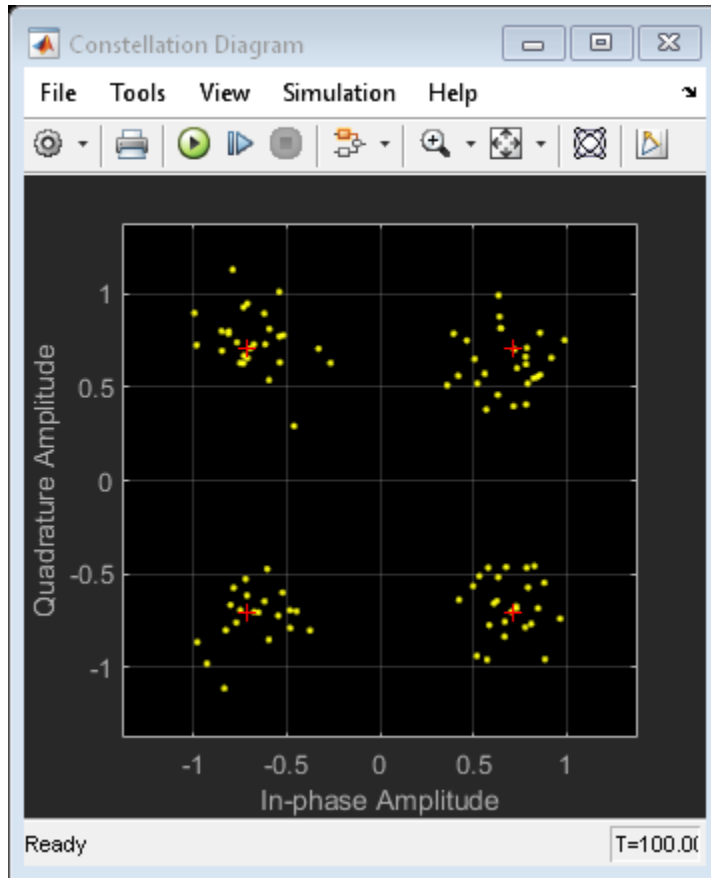 Constellation Diagram
File Tools View Simulation Help
Quadrature Amplitude
1
0.5
0
-0.5
-1
-1 -0.5 0 0.5 1
In-phase Amplitude
Ready T=100.00